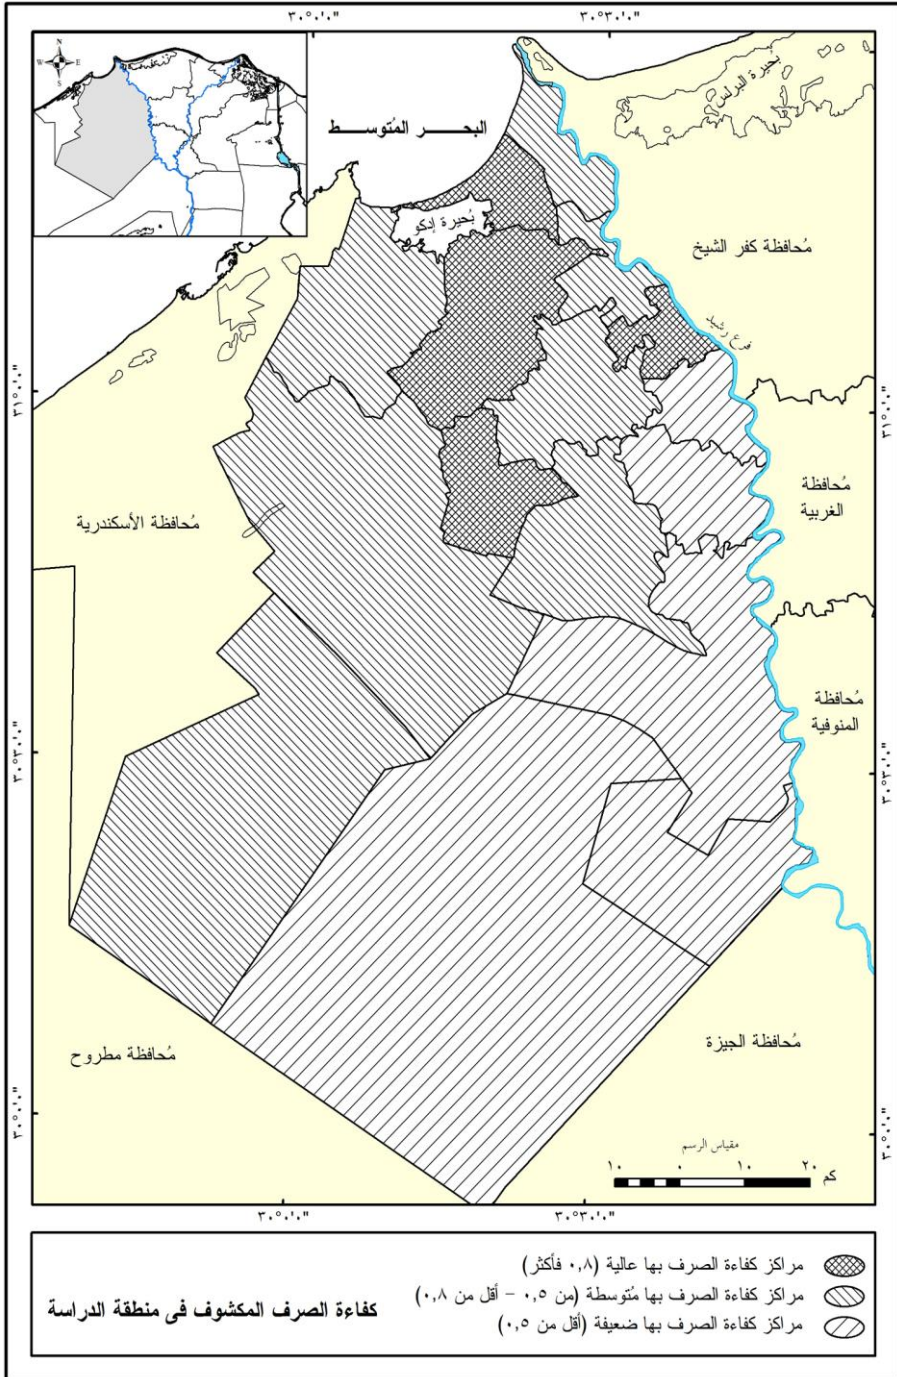 ٣٠°٠'٠"
٣٠°٣٠'٠"
N
W
E
S
بُحيرة البرلس
البحـــر المُتوســـــط
بُحيرة إدكو
مُحافظة كفر الشيخ
فرع رشيد
٣١°٠'٠"
٣١°٠'٠"
مُحافظة
الغربية
مُحافظة الأسكندرية
مُحافظة
المنوفية
٣٠°٣٠'٠"
٣٠°٣٠'٠"
مُحافظة الجيزة
مُحافظة مطروح
٣٠°٠'٠"
٣٠°٠'٠"
مقياس الرسم
١٠ ٠ ١٠ ٢٠ كم
٣٠°٠'٠"
٣٠°٣٠'٠"
مراكز كفاءة الصرف بها عالية (٠,٨ فأكثر)
مراكز كفاءة الصرف بها مُتوسطة (من ٠,٥ – أقل من ٠,٨)
مراكز كفاءة الصرف بها ضعيفة (أقل من ٠,٥)
كفاءة الصرف المكشوف فى منطقة الدراسة